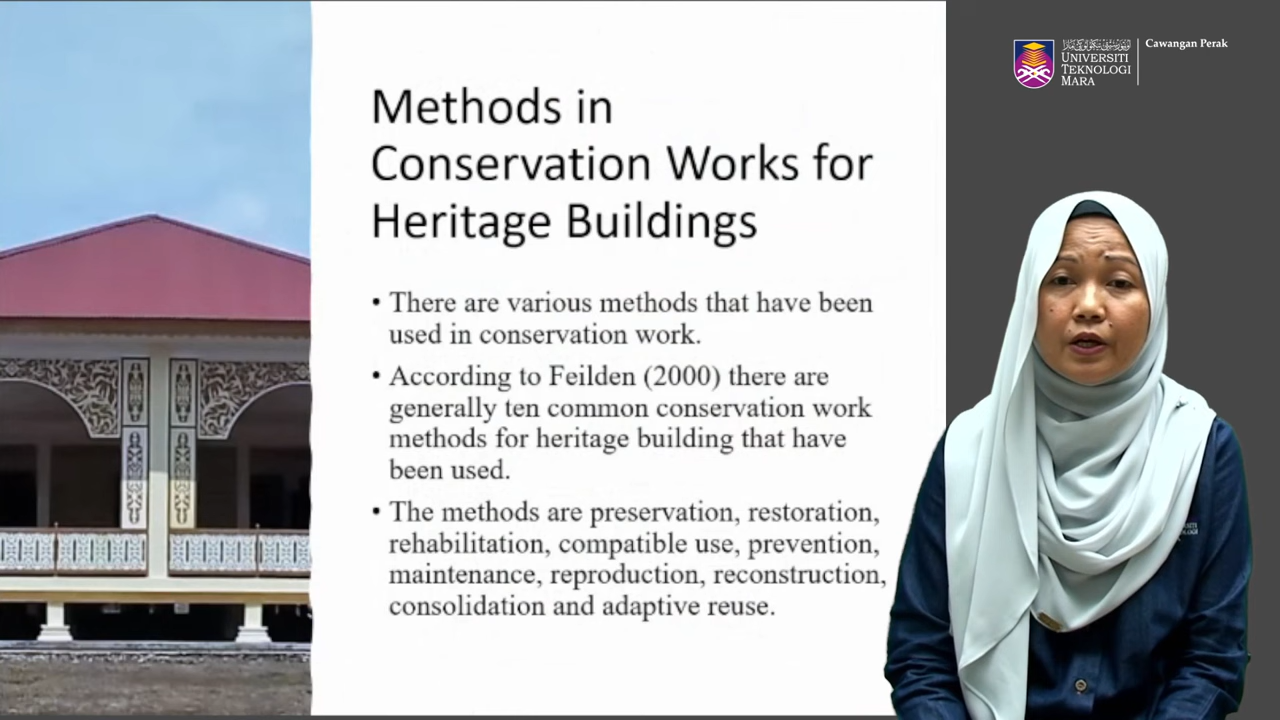 Methods in
Conservation Works for
Heritage Buildings
• There are various methods that have been
used in conservation work.
• According to Feilden (2000) there are
generally ten common conservation work
methods for heritage building that have
been used.
• The methods are preservation, restoration,
rehabilitation, compatible use, prevention,
maintenance, reproduction, reconstruction,
consolidation and adaptive reuse.
UNIVERSITI
TEKNOLOGI
MARA
Cawangan Perak